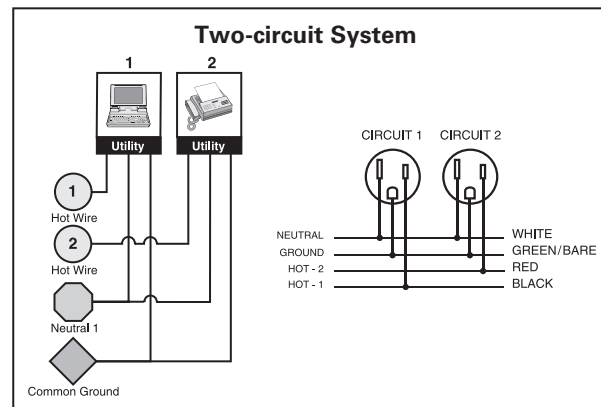 Two-circuit System
1 2
Utility Utility
1
Hot Wire
2
Hot Wire
Neutral 1
Common Ground
CIRCUIT 1 CIRCUIT 2
NEUTRAL WHITE
GROUND GREEN/BARE
HOT - 2 RED
HOT - 1 BLACK